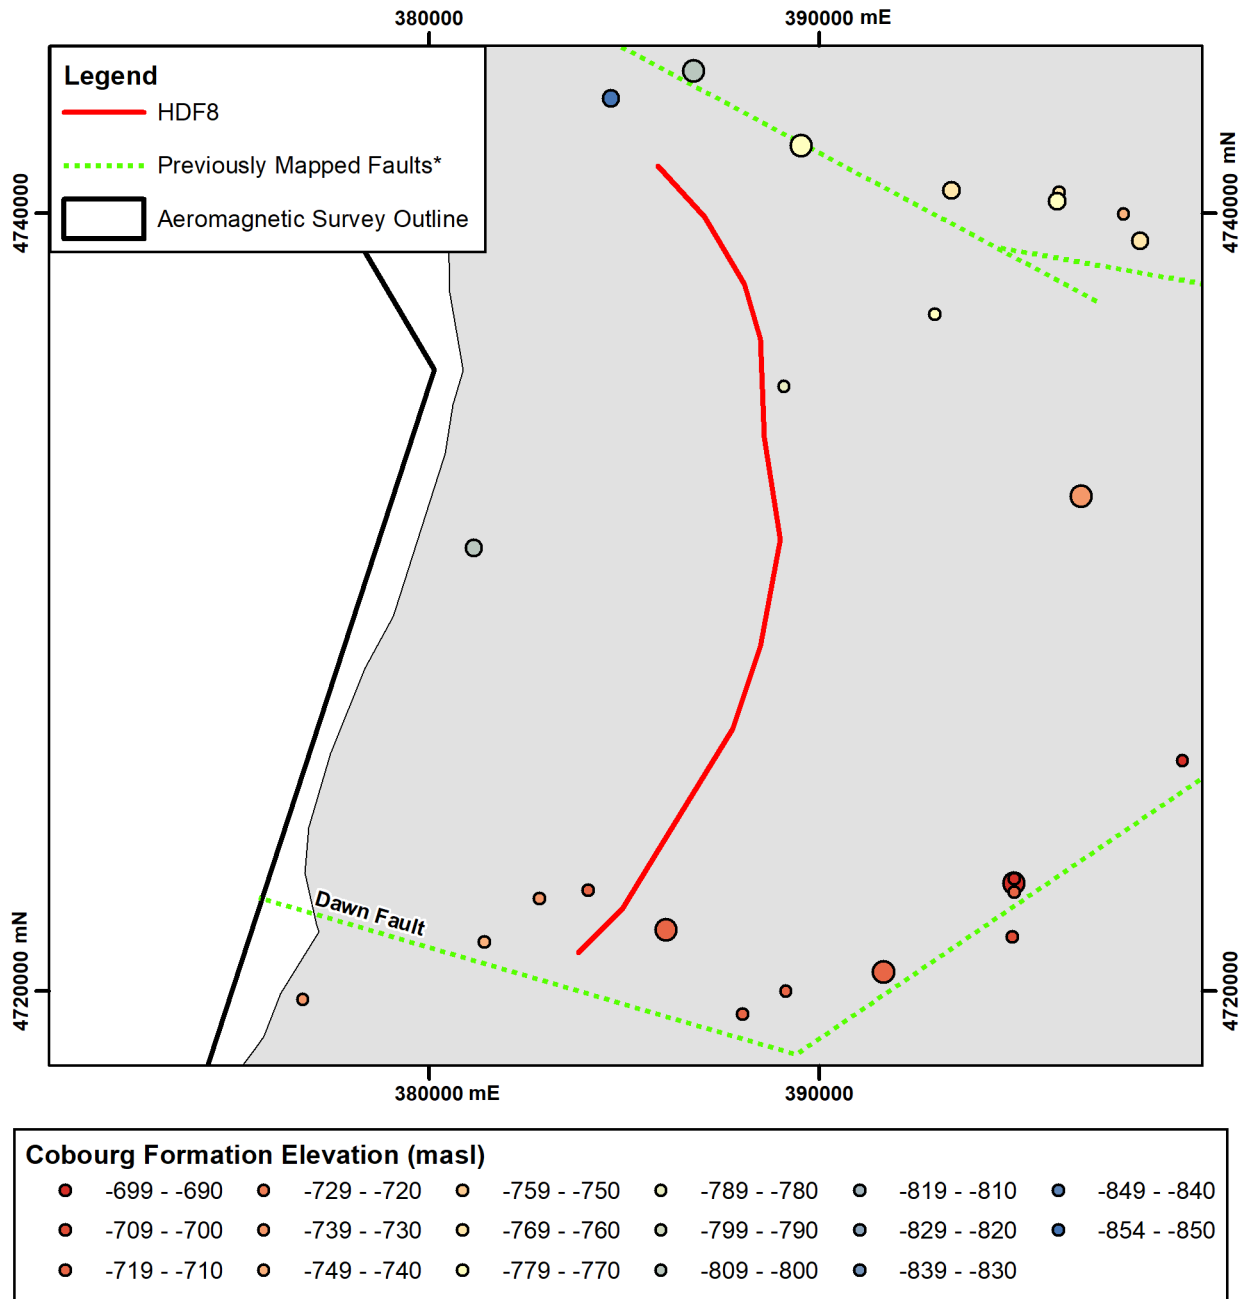 380000
390000 mE
Legend
HDF8
Previously Mapped Faults*
Aeromagnetic Survey Outline
4740000
4740000 mN
Dawn Fault
4720000 mN
4720000
380000 mE
390000
Cobourg Formation Elevation (masl)
-699 - -690
-729 - -720
-759 - -750
-789 - -780
-819 - -810
-849 - -840
-709 - -700
-739 - -730
-769 - -760
-799 - -790
-829 - -820
-854 - -850
-719 - -710
-749 - -740
-779 - -770
-809 - -800
-839 - -830